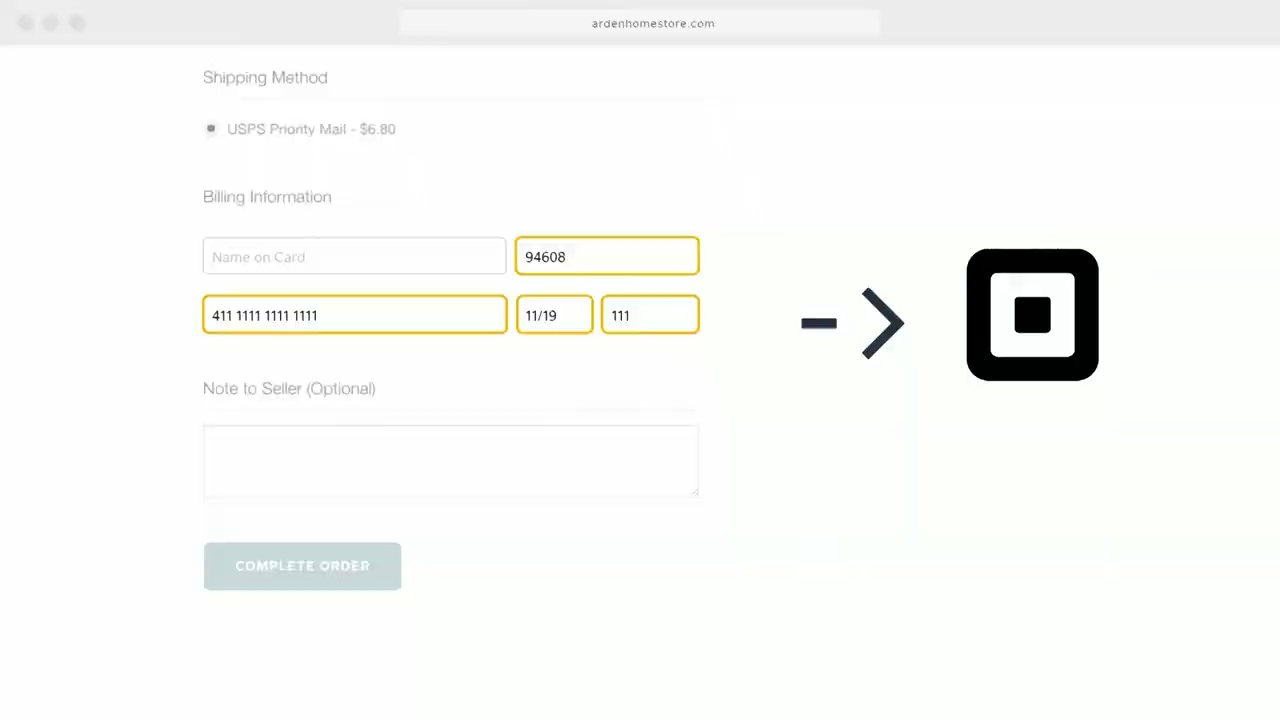 ardenhomestore.com
Shipping Method
USPS Priority Mail - $6.80
Billing Information
Name on Card 94608
411 1111 1111 1111 11/19 111
Note to Seller (Optional)
COMPLETE ORDER